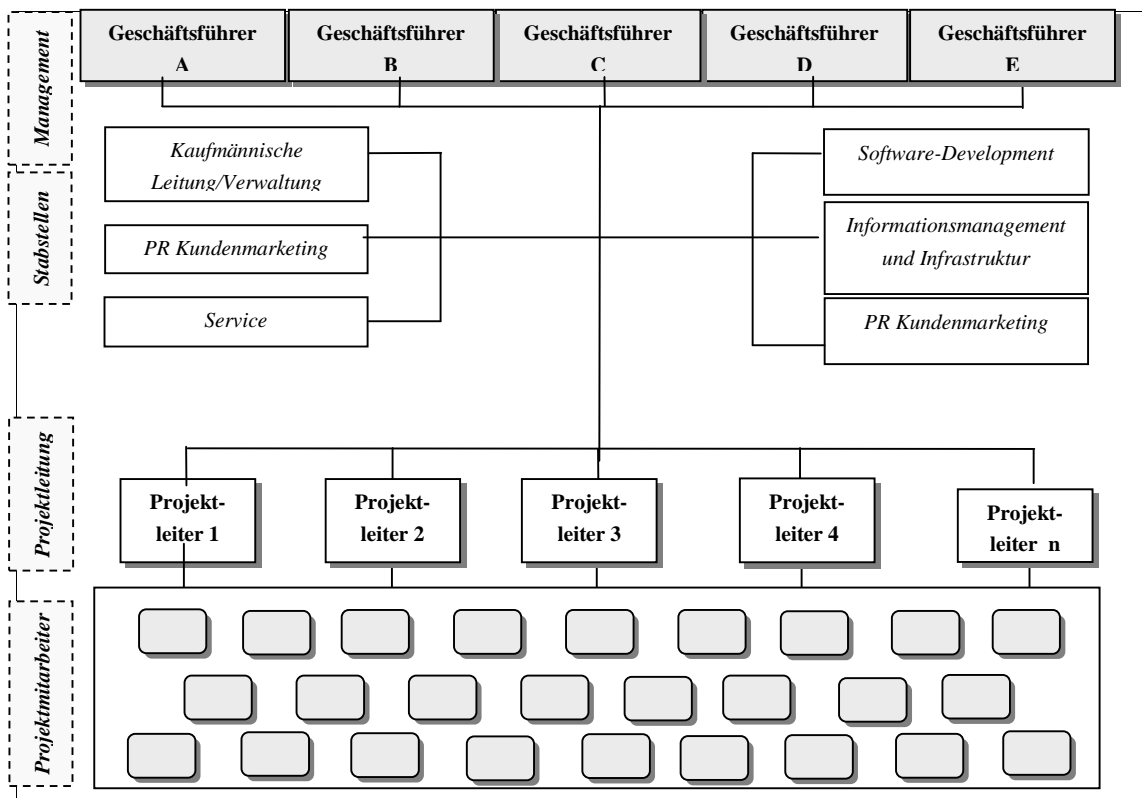 Management
Geschäftsführer
A
Geschäftsführer
B
Geschäftsführer
C
Geschäftsführer
D
Geschäftsführer
E
Stabstellen
Kaufmännische
Leitung/Verwaltung
PR Kundenmarketing
Service
Software-Development
Informationsmanagement
und Infrastruktur
PR Kundenmarketing
Projektleitung
Projekt-
leiter 1
Projekt-
leiter 2
Projekt-
leiter 3
Projekt-
leiter 4
Projekt-
leiter n
Projektmitarbeiter